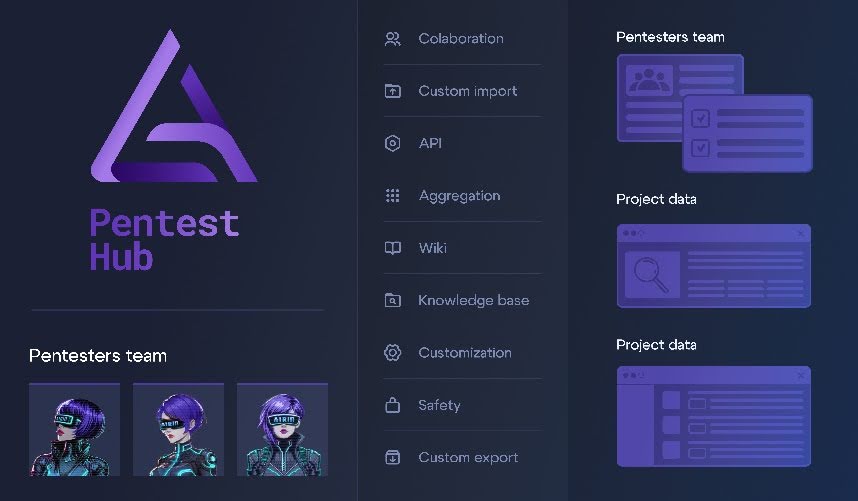 Pentest
Hub
Pentesters team
Colaboration
Custom import
API
Aggregation
Wiki
Knowledge base
Customization
Safety
Custom export
Pentesters team
Project data
Project data